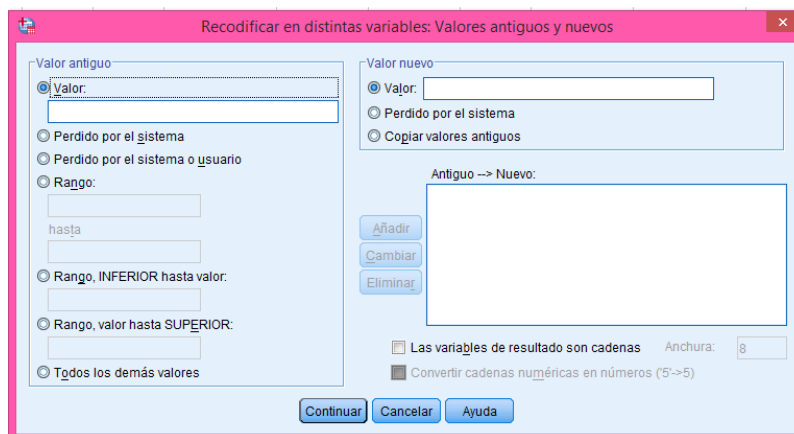 Recodificar en distintas variables: Valores antiguos y nuevos
Valor antiguo
Valor:
Perdido por el sistema
Perdido por el sistema o usuario
Rango:
hasta
Rango, INFERIOR hasta valor:
Rango, valor hasta SUPERIOR:
Todos los demás valores
Valor nuevo
Valor:
Perdido por el sistema
Copiar valores antiguos
Antiguo --> Nuevo:
Añadir
Cambiar
Eliminar
Las variables de resultado son cadenas Anchura: 8
Convertir cadenas numéricas en números ('5'->5)
Continuar Cancelar Ayuda